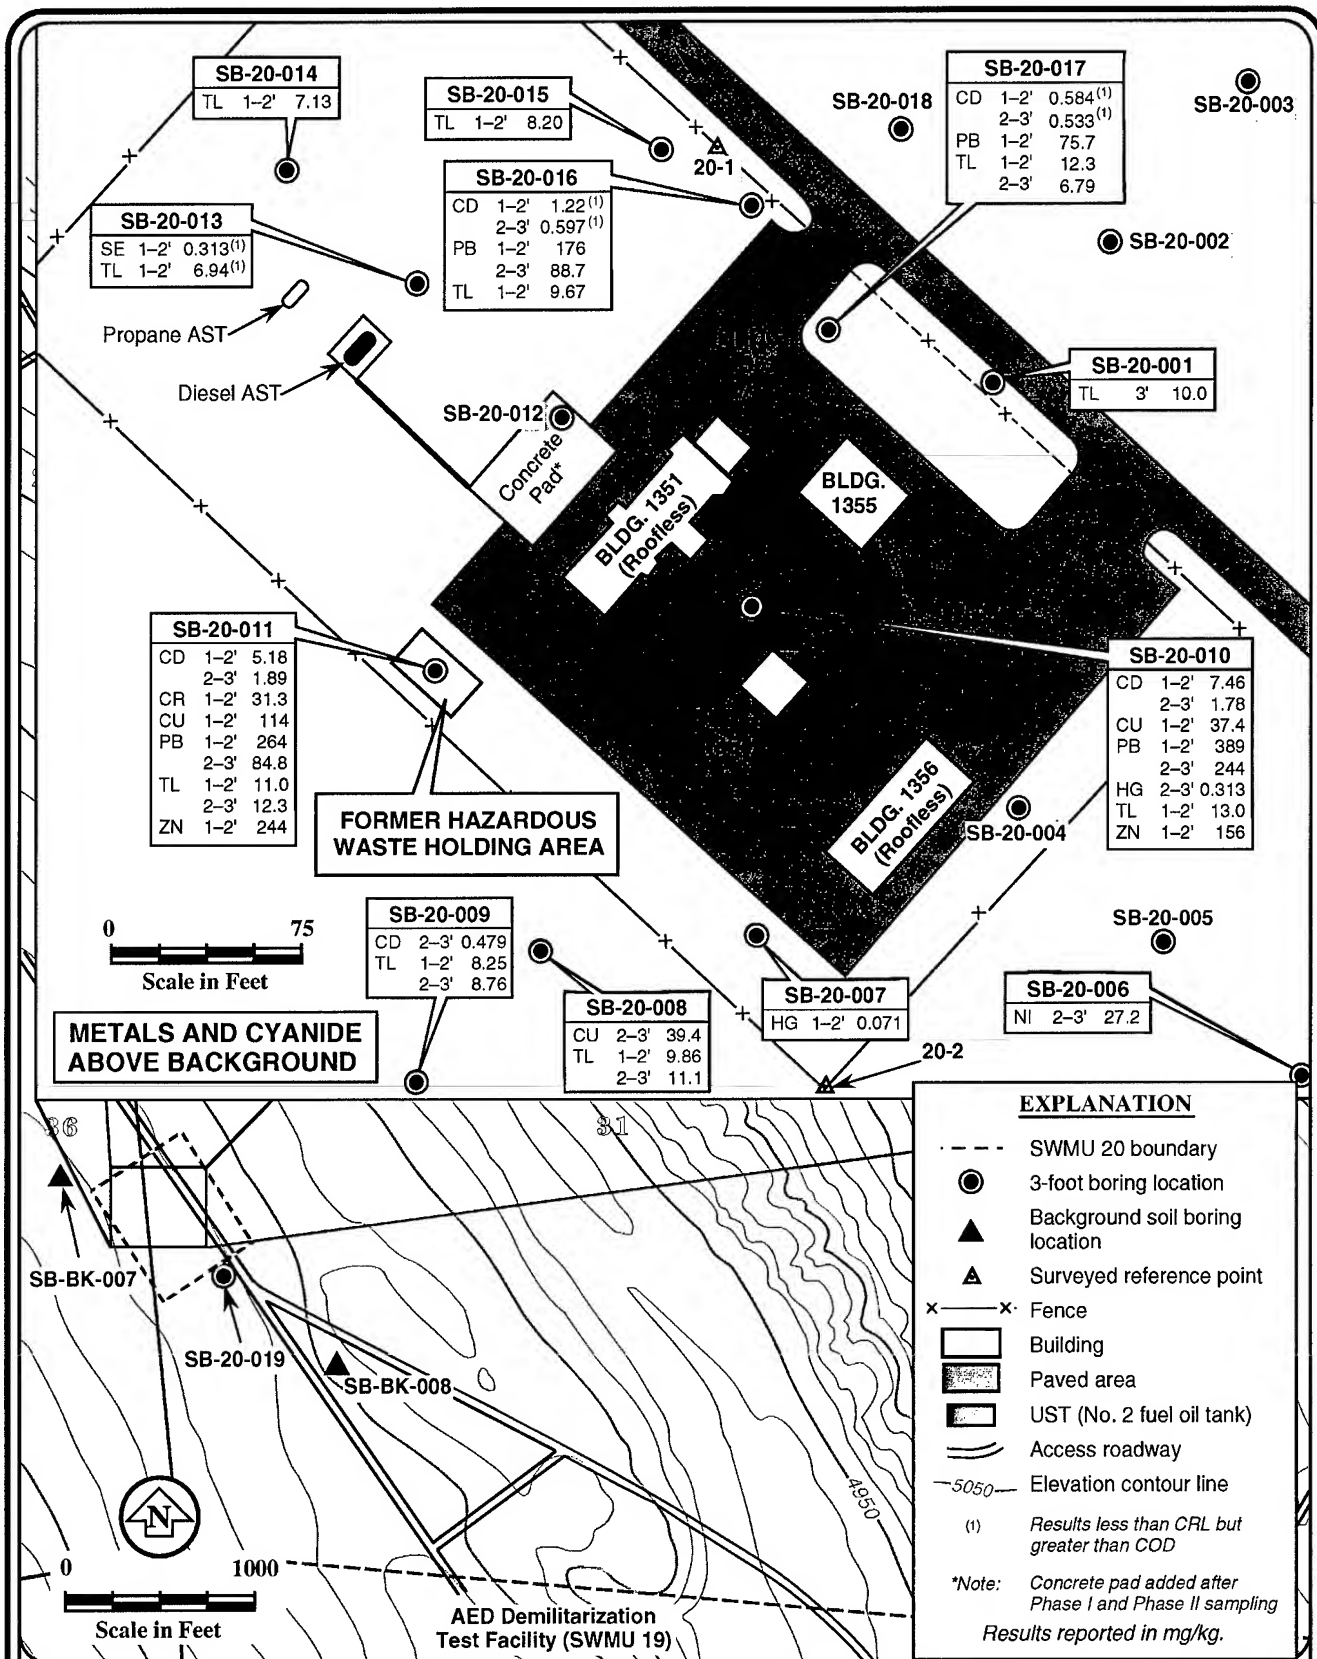 SB-20-014
TL 1–2' 7.13
SB-20-015
TL 1–2' 8.20
SB-20-017
CD 1–2' 0.584(1)
2–3' 0.533(1)
PB 1–2' 75.7
TL 1–2' 12.3
2–3' 6.79
SB-20-018
SB-20-003
20-1
SB-20-016
CD 1–2' 1.22(1)
2–3' 0.597(1)
PB 1–2' 176
2–3' 88.7
TL 1–2' 9.67
SB-20-013
SE 1–2' 0.313(1)
TL 1–2' 6.94(1)
SB-20-002
Propane AST
Diesel AST
SB-20-001
TL 3' 10.0
SB-20-012
Concrete
Pad*
BLDG. 1351
(Roofless)
BLDG.
1355
SB-20-011
CD 1–2' 5.18
2–3' 1.89
CR 1–2' 31.3
CU 1–2' 114
PB 1–2' 264
2–3' 84.8
TL 1–2' 11.0
2–3' 12.3
ZN 1–2' 244
SB-20-010
CD 1–2' 7.46
2–3' 1.78
CU 1–2' 37.4
PB 1–2' 389
2–3' 244
HG 2–3' 0.313
TL 1–2' 13.0
ZN 1–2' 156
FORMER HAZARDOUS
WASTE HOLDING AREA
BLDG. 1356
(Roofless)
SB-20-004
0 75
Scale in Feet
SB-20-009
CD 2–3' 0.479
TL 1–2' 8.25
2–3' 8.76
SB-20-005
SB-20-008
CU 2–3' 39.4
TL 1–2' 9.86
2–3' 11.1
SB-20-007
HG 1–2' 0.071
SB-20-006
NI 2–3' 27.2
METALS AND CYANIDE
ABOVE BACKGROUND
20-2
36
31
SB-BK-007
SB-20-019
SB-BK-008
4950
N
0 1000
Scale in Feet
AED Demilitarization
Test Facility (SWMU 19)
EXPLANATION
SWMU 20 boundary
3-foot boring location
Background soil boring
location
Surveyed reference point
Fence
Building
Paved area
UST (No. 2 fuel oil tank)
Access roadway
5050 Elevation contour line
(1) Results less than CRL but
greater than COD
*Note: Concrete pad added after
Phase I and Phase II sampling
Results reported in mg/kg.